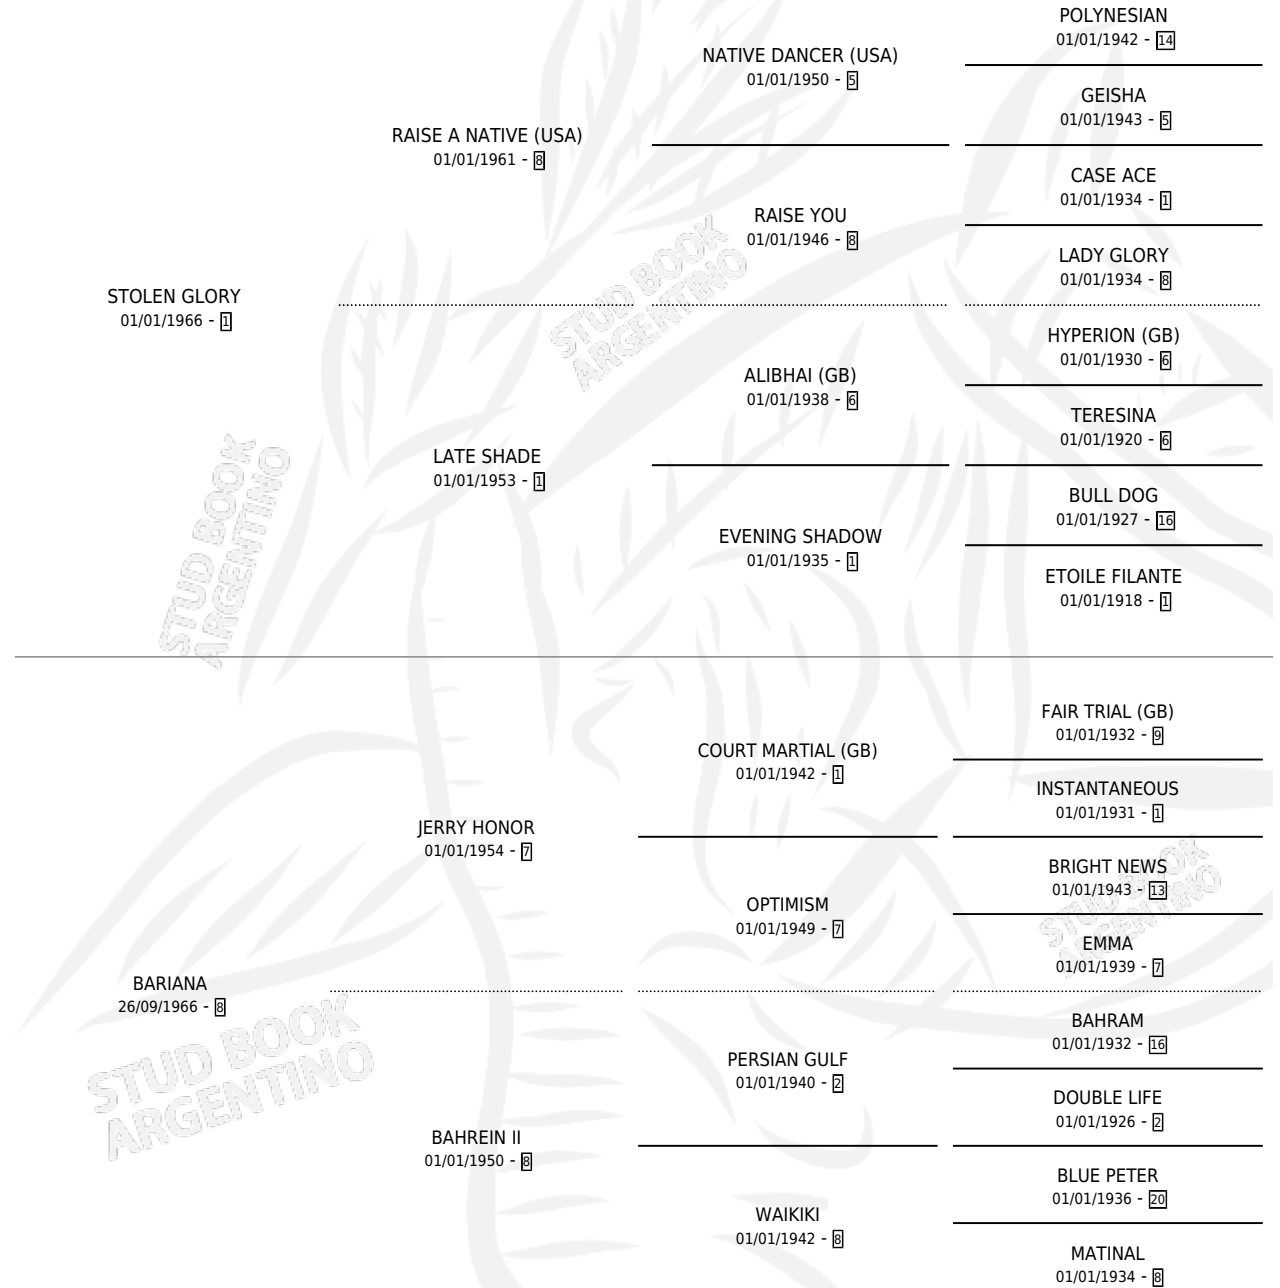 POLYNESIAN
01/01/1942 - 14
NATIVE DANCER (USA)
01/01/1950 - 5
GEISHA
01/01/1943 - 5
RAISE A NATIVE (USA)
01/01/1961 - 8
CASE ACE
01/01/1934 - 1
RAISE YOU
01/01/1946 - 8
LADY GLORY
01/01/1934 - 8
STOLEN GLORY
01/01/1966 - 1
STUD BOOK
ARGENTINO
HYPERION (GB)
01/01/1930 - 6
ALIBHAI (GB)
01/01/1938 - 6
TERESINA
01/01/1920 - 6
LATE SHADE
01/01/1953 - 1
BULL DOG
01/01/1927 - 16
EVENING SHADOW
01/01/1935 - 1
ETOILE FILANTE
01/01/1918 - 1
STUD BOOK
ARGENTINO
FAIR TRIAL (GB)
01/01/1932 - 9
COURT MARTIAL (GB)
01/01/1942 - 1
INSTANTANEOUS
01/01/1931 - 1
JERRY HONOR
01/01/1954 - 7
BRIGHT NEWS
01/01/1943 - 13
OPTIMISM
01/01/1949 - 7
EMMA
01/01/1939 - 7
STUD BOOK
ARGENTINO
BARIANA
26/09/1966 - 8
BAHRAM
01/01/1932 - 16
PERSIAN GULF
01/01/1940 - 2
DOUBLE LIFE
01/01/1926 - 2
STUD BOOK
ARGENTINO
BAHREIN II
01/01/1950 - 8
BLUE PETER
01/01/1936 - 20
WAIKIKI
01/01/1942 - 8
MATINAL
01/01/1934 - 8